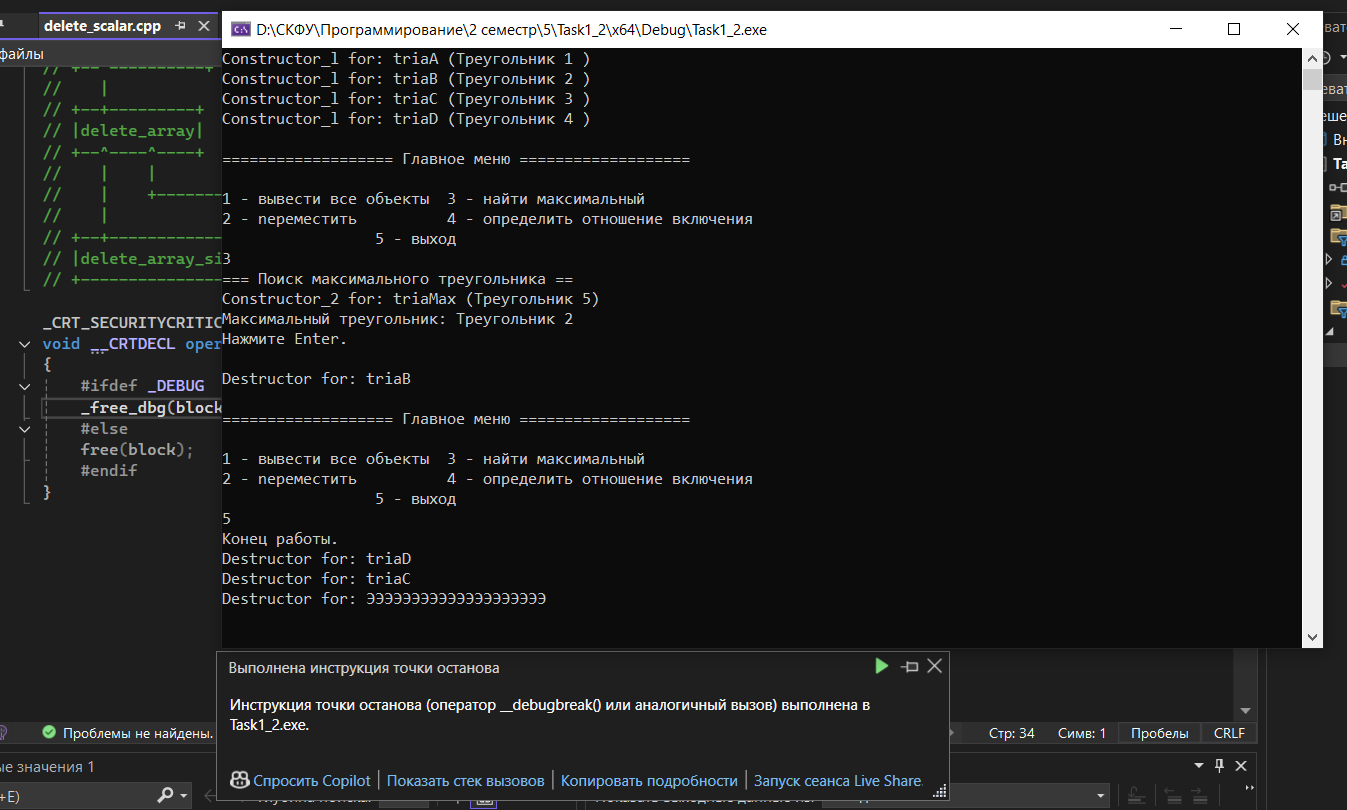 delete_scalar.cpp
D:\СКФУ\Программирование\2 семестр\5\Task1_2\x64\Debug\Task1_2.exe
файлы
// +-- ----------+
// |
// +--+---------+
// |delete_array|
// +--^----^----+
// | |
// | +-------
// |
// +--+------------
// |delete_array_si
// +---------------
_CRT_SECURITYCRITIC
void __CRTDECL oper
{
#ifdef _DEBUG
_free_dbg(block
#else
free(block);
#endif
}
Constructor_1 for: triaA (Треугольник 1 )
Constructor_1 for: triaB (Треугольник 2 )
Constructor_1 for: triaC (Треугольник 3 )
Constructor_1 for: triaD (Треугольник 4 )
=================== Главное меню ===================
1 - вывести все объекты 3 - найти максимальный
2 - переместить 4 - определить отношение включения
5 - выход
3
=== Поиск максимального треугольника ==
Constructor_2 for: triaMax (Треугольник 5)
Максимальный треугольник: Треугольник 2
Нажмите Enter.
Destructor for: triaB
=================== Главное меню ===================
1 - вывести все объекты 3 - найти максимальный
2 - переместить 4 - определить отношение включения
5 - выход
5
Конец работы.
Destructor for: triaD
Destructor for: triaC
Destructor for: ЭЭЭЭЭЭЭЭЭЭЭЭЭЭЭЭЭЭЭЭ
Выполнена инструкция точки останова
Инструкция точки останова (оператор __debugbreak() или аналогичный вызов) выполнена в
Task1_2.exe.
Спросить Copilot | Показать стек вызовов | Копировать подробности | Запуск сеанса Live Share
Проблемы не найдены.
Стр: 34 Симв: 1 Пробелы CRLF
ые значения 1
+E)